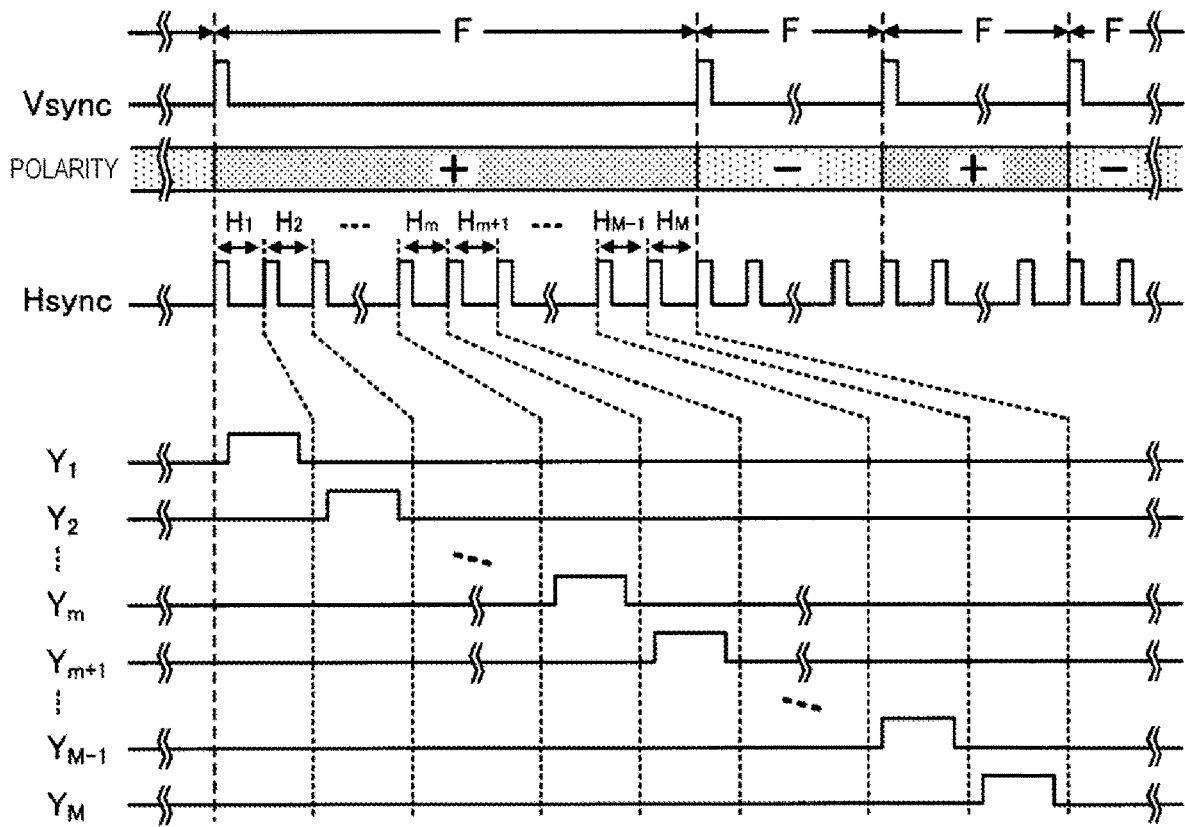 F F F F
Vsync
POLARITY + − + −
H1 H2 ---- Hm Hm+1 ---- HM−1 HM
Hsync
Y1
Y2
Ym
Ym+1
YM−1
YM